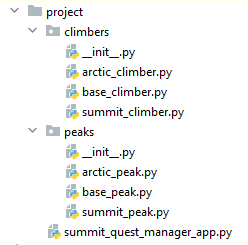 project
climbers
__init__.py
arctic_climber.py
base_climber.py
summit_climber.py
peaks
__init__.py
arctic_peak.py
base_peak.py
summit_peak.py
summit_quest_manager_app.py